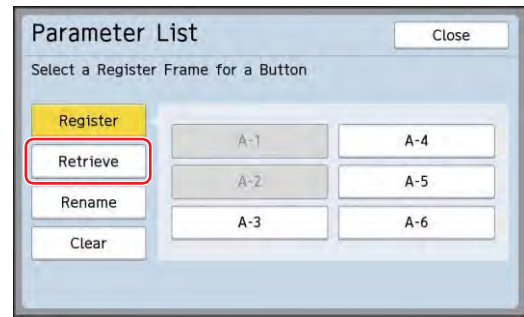 Parameter List
Close
Select a Register Frame for a Button
Register
Retrieve
Rename
Clear
A-1
A-4
A-2
A-5
A-3
A-6